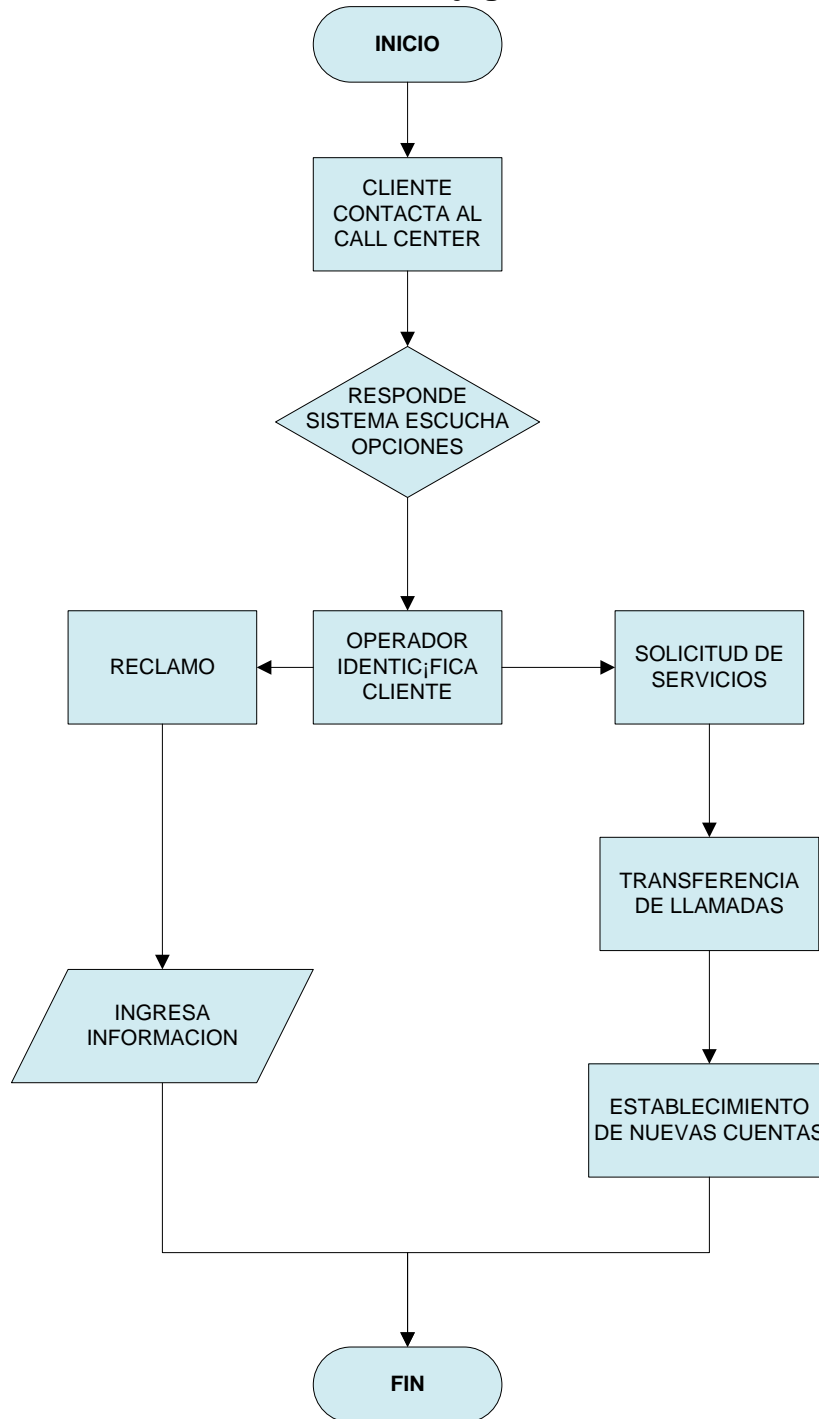 INICIO
CLIENTE
CONTACTA AL
CALL CENTER
RESPONDE
SISTEMA ESCUCHA
OPCIONES
RECLAMO
OPERADOR
IDENTIC¡FICA
CLIENTE
SOLICITUD DE
SERVICIOS
TRANSFERENCIA
DE LLAMADAS
INGRESA
INFORMACION
ESTABLECIMIENTO
DE NUEVAS CUENTAS
FIN